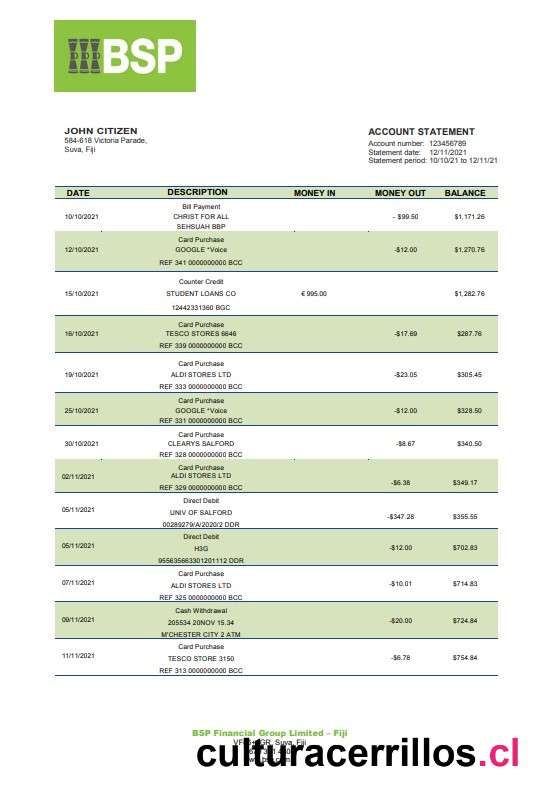 BSP
JOHN CITIZEN
584-618 Victoria Parade,
Suva, Fiji
ACCOUNT STATEMENT
Account number: 123456789
Statement date: 12/11/2021
Statement period: 10/10/21 to 12/11/21
DATE DESCRIPTION MONEY IN MONEY OUT BALANCE
Bill Payment
10/10/2021 CHRIST FOR ALL - $99.50 $1,171.26
SEHSUAH BBP
Card Purchase
12/10/2021 GOOGLE *Voice -$12.00 $1,270.76
REF 341 0000000000 BCC
Counter Credit
15/10/2021 STUDENT LOANS CO € 995.00 $1,282.76
12442331360 BGC
Card Purchase
16/10/2021 TESCO STORES 6646 -$17.69 $287.76
REF 339 0000000000 BCC
Card Purchase
19/10/2021 ALDI STORES LTD -$23.05 $305.45
REF 333 0000000000 BCC
Card Purchase
25/10/2021 GOOGLE *Voice -$12.00 $328.50
REF 331 0000000000 BCC
Card Purchase
30/10/2021 CLEARYS SALFORD -$8.67 $340.50
REF 328 0000000000 BCC
Card Purchase
02/11/2021 ALDI STORES LTD -$6.38 $349.17
REF 329 0000000000 BCC
Direct Debit
05/11/2021 UNIV OF SALFORD -$347.28 $355.55
00289279/A/2020/2 DDR
Direct Debit
05/11/2021 H3G -$12.00 $702.83
955635663301201112 DDR
Card Purchase
07/11/2021 ALDI STORES LTD -$10.01 $714.83
REF 325 0000000000 BCC
Cash Withdrawal
09/11/2021 205534 20NOV 15.34 -$20.00 $724.84
M'CHESTER CITY 2 ATM
Card Purchase
11/11/2021 TESCO STORE 3150 -$6.78 $754.84
REF 313 0000000000 BCC
BSP Financial Group Limited – Fiji
Suva, Fiji
culturacerrillos.cl